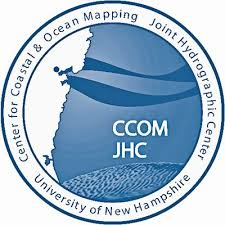 Center for Coastal & Ocean Mapping Joint Hydrographic Center
CCOM
JHC
University of New Hampshire